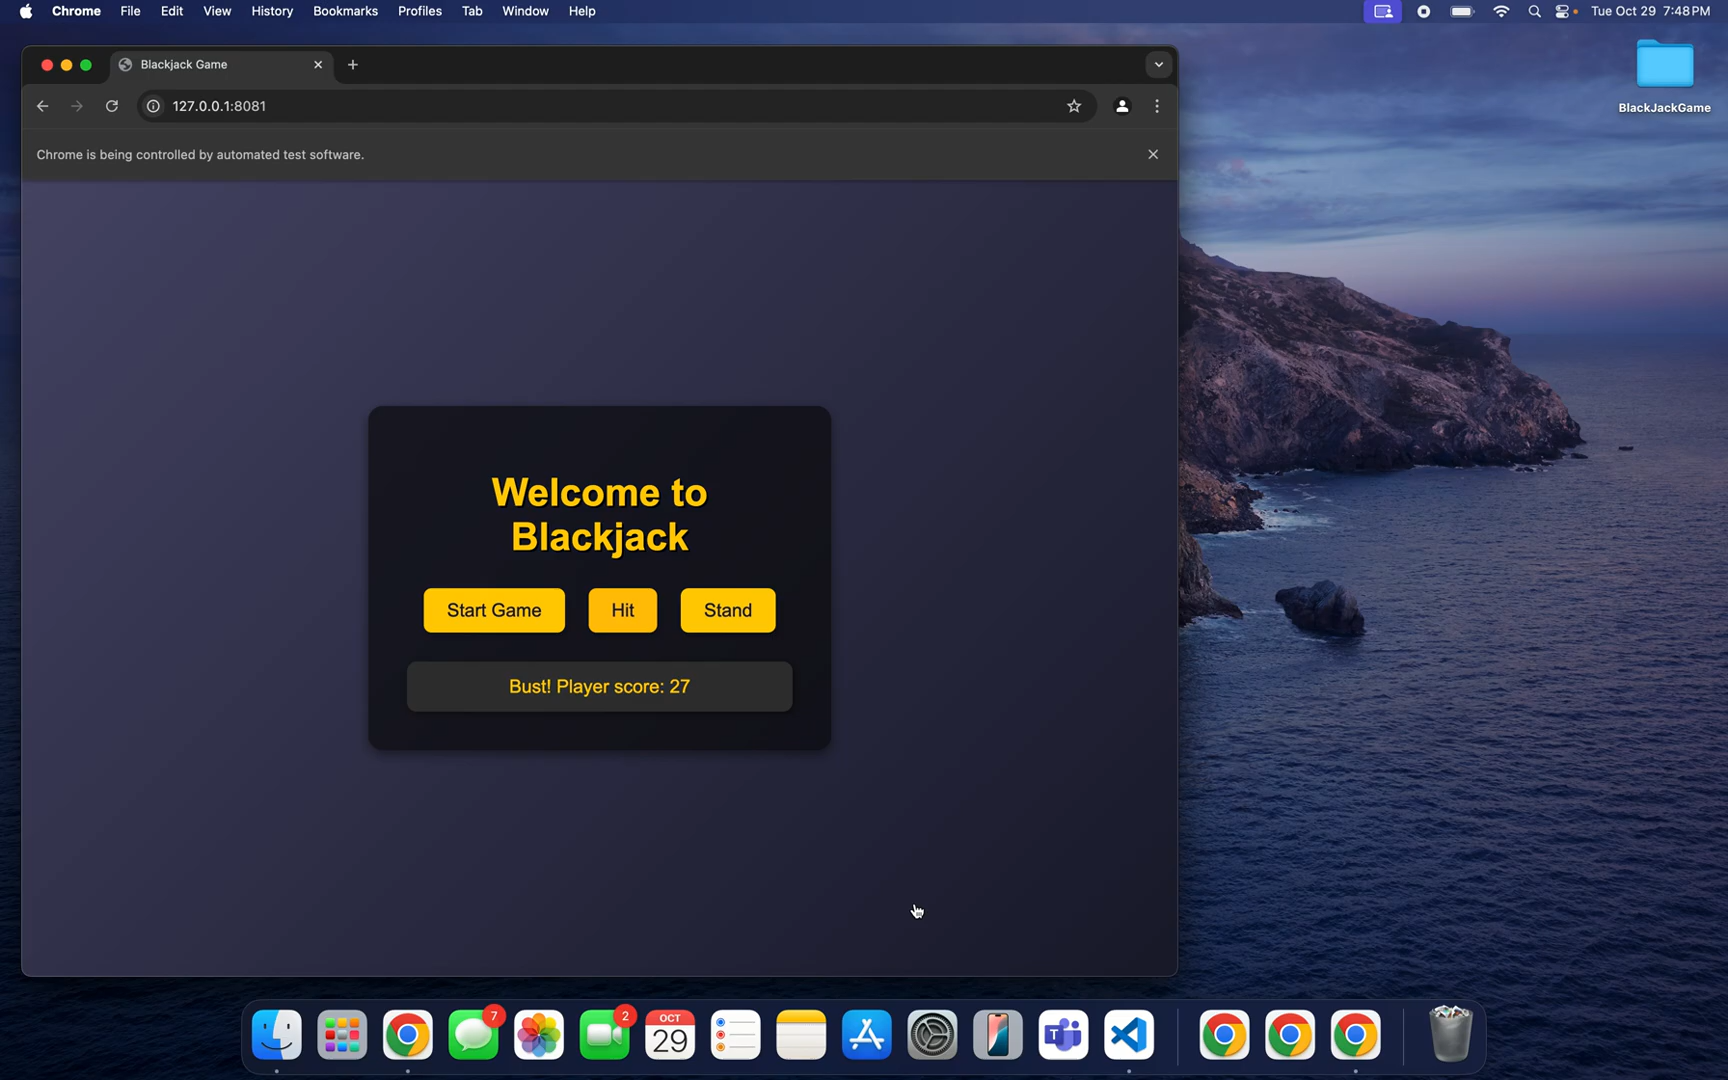 Chrome File Edit View History Bookmarks Profiles Tab Window Help Tue Oct 29 7:48 PM
Blackjack Game
127.0.0.1:8081
BlackJackGame
Chrome is being controlled by automated test software.
Welcome to
Blackjack
Start Game Hit Stand
Bust! Player score: 27
7
2
OCT
29
T